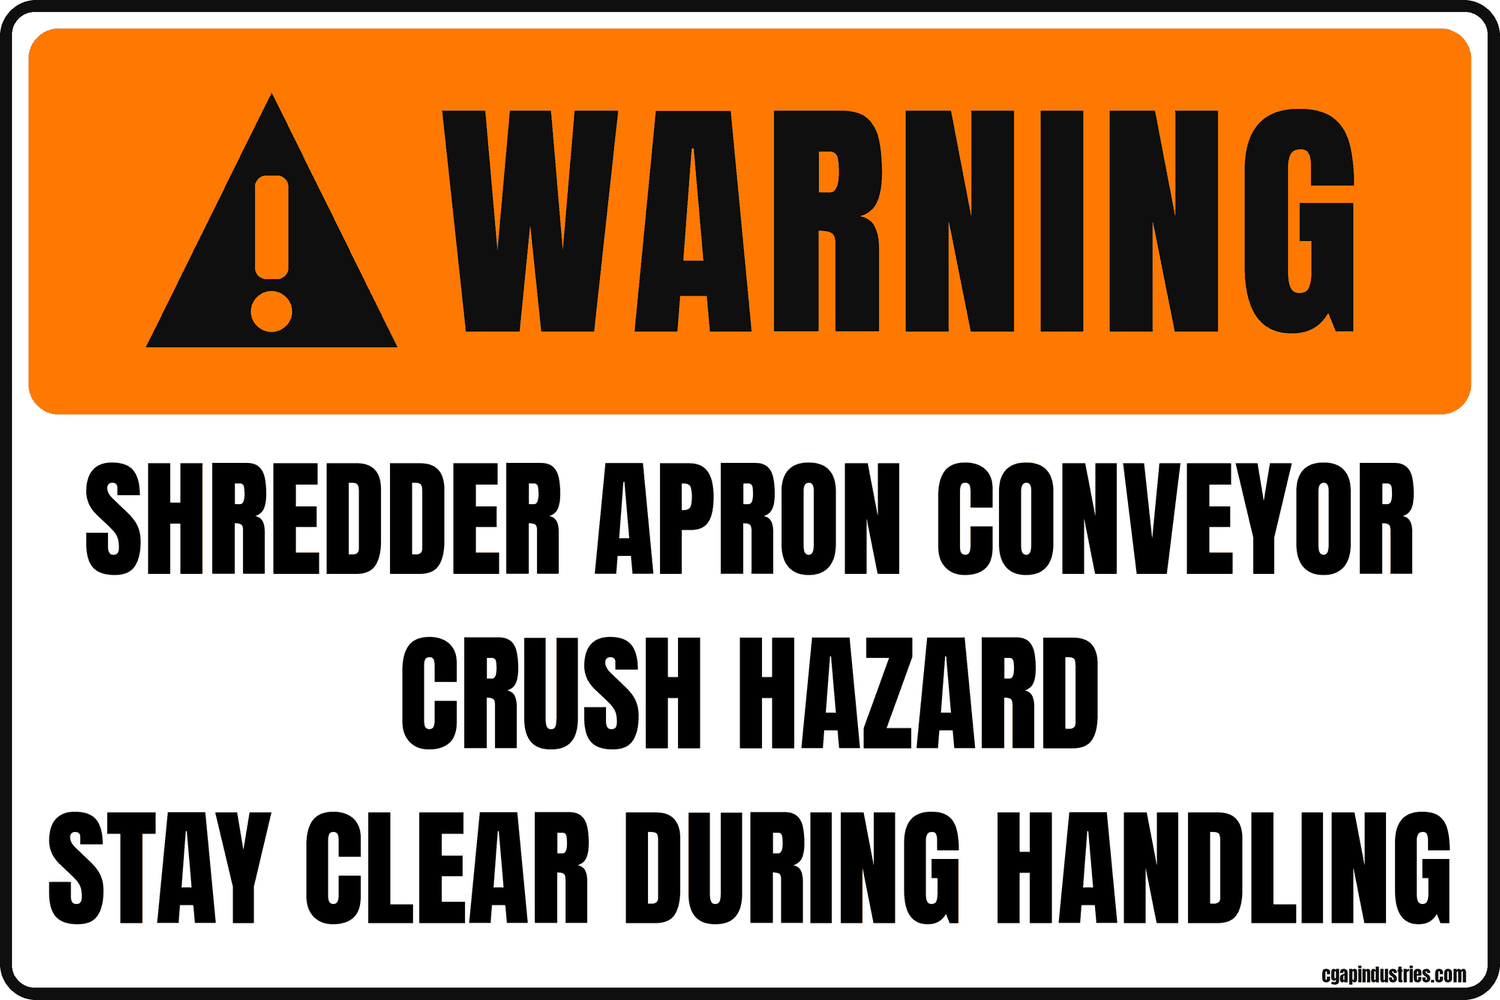 WARNING
SHREDDER APRON CONVEYOR
CRUSH HAZARD
STAY CLEAR DURING HANDLING
cgapindustries.com